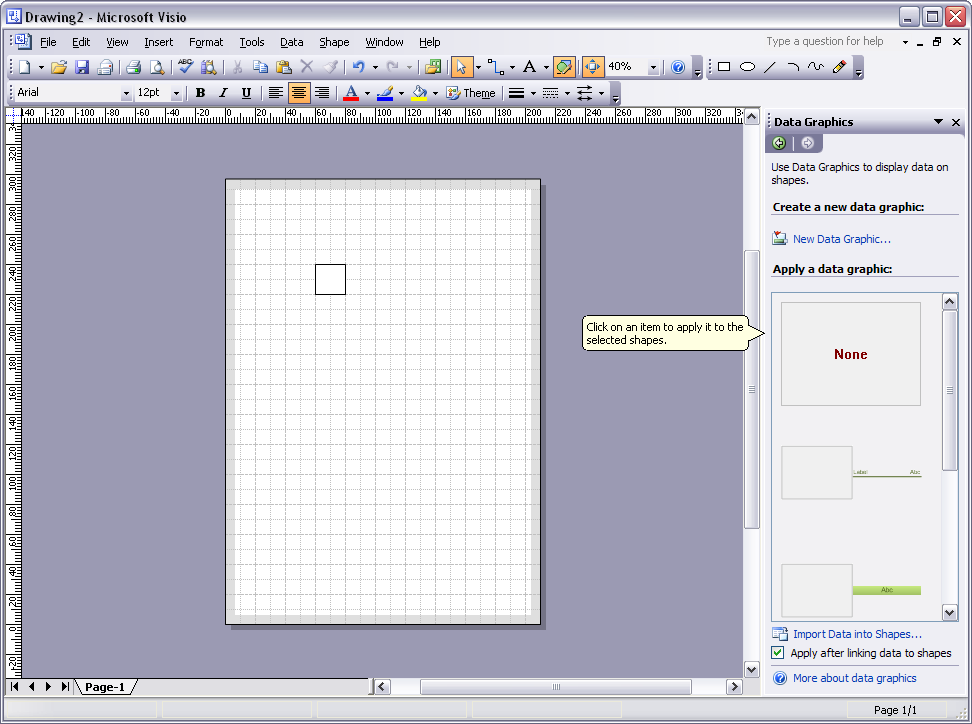 Drawing2 - Microsoft Visio
File Edit View Insert Format Tools Data Shape Window Help Type a question for help
ABC A 40%
Arial 12pt B I U A Theme
-140 -120 -100 -80 -60 -40 -20 0 20 40 60 80 100 120 140 160 180 200 220 240 260 280 300 320
320
300
280
260
240
220
200
180
160
140
120
100
80
60
40
20
0
-20
Data Graphics
Use Data Graphics to display data on
shapes.
Create a new data graphic:
New Data Graphic...
Apply a data graphic:
Click on an item to apply it to the
selected shapes.
None
Label Abc
Abc
Import Data into Shapes...
Apply after linking data to shapes
More about data graphics
Page-1
Page 1/1